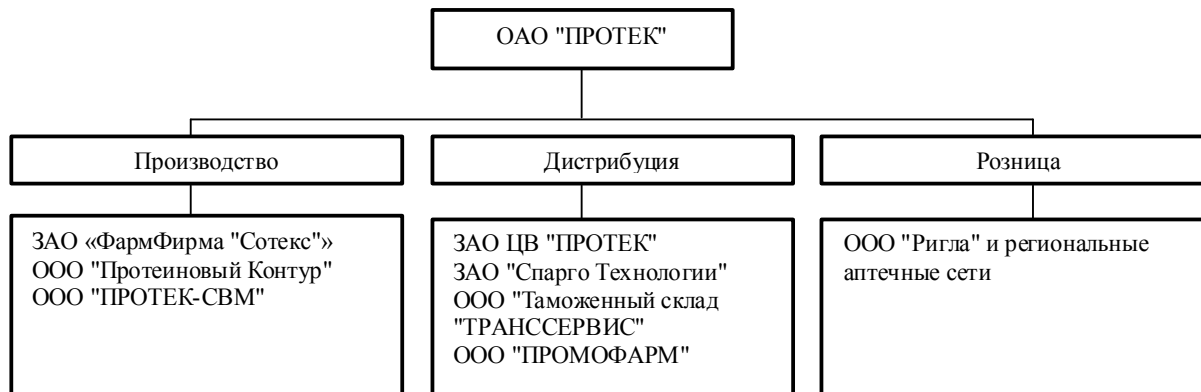 ОАО "ПРОТЕК"
Производство
Дистрибуция
Розница
ЗАО «ФармФирма "Сотекс"»
ООО "Протеиновый Контур"
ООО "ПРОТЕК-СВМ"
ЗАО ЦВ "ПРОТЕК"
ЗАО "Спарго Технологии"
ООО "Таможенный склад
"ТРАНССЕРВИС"
ООО "ПРОМОФАРМ"
ООО "Ригла" и региональные
аптечные сети